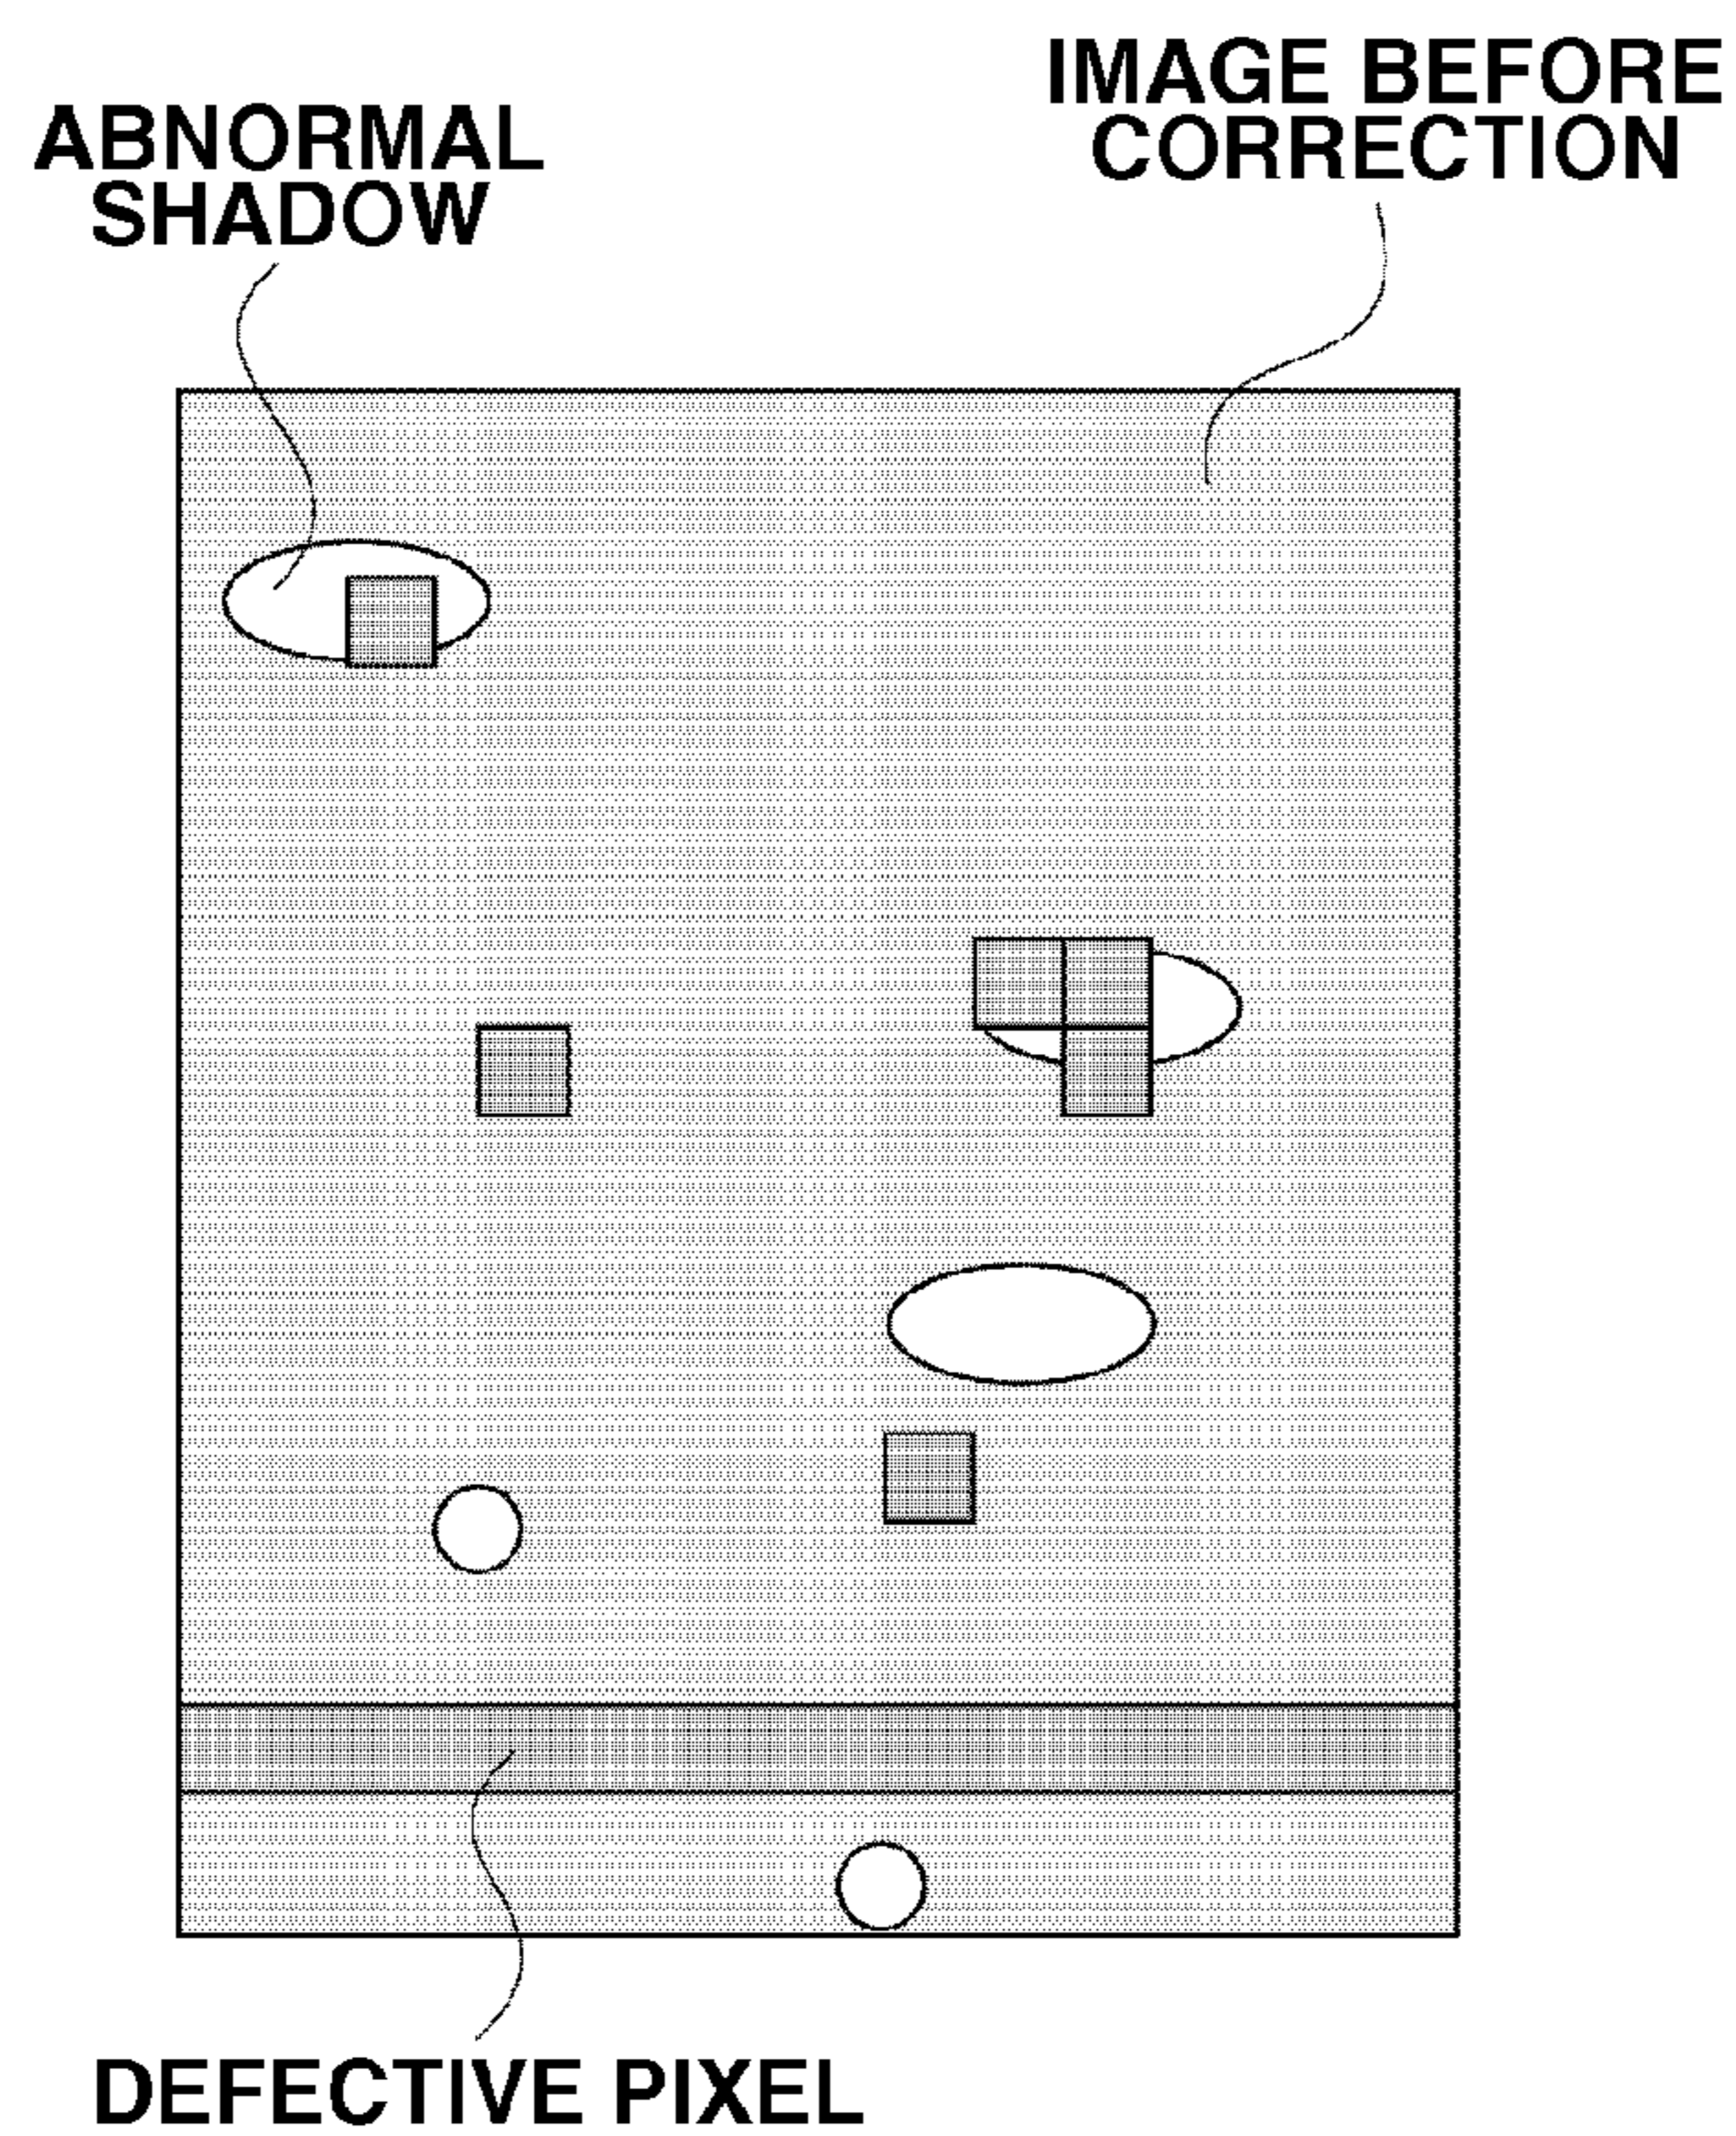 IMAGE BEFORE
CORRECTION
ABNORMAL
SHADOW
DEFECTIVE PIXEL